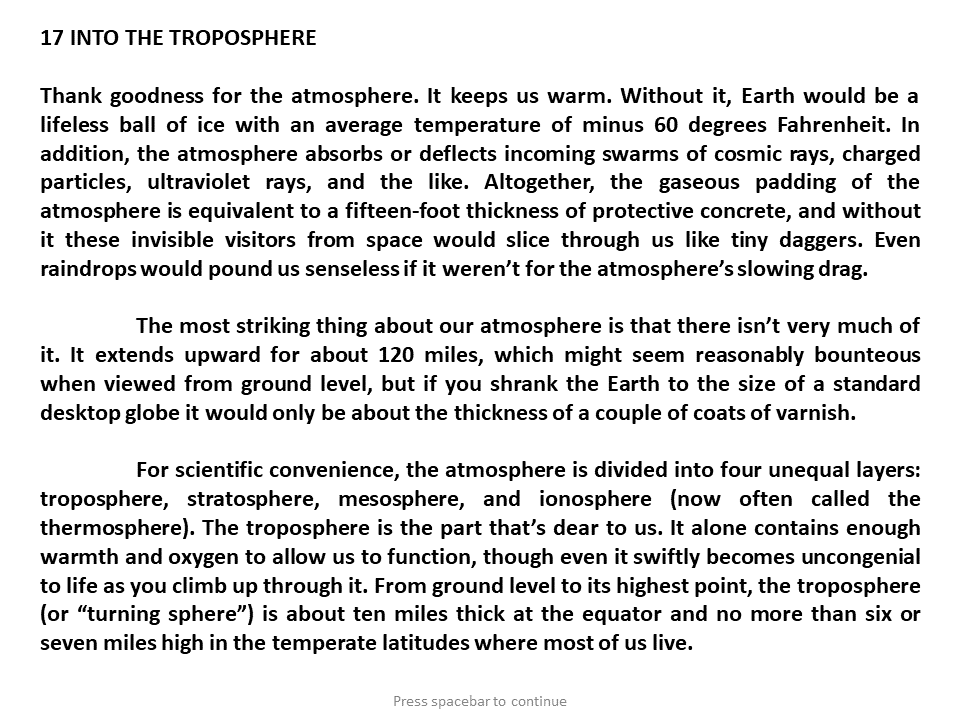 17 INTO THE TROPOSPHERE
Thank goodness for the atmosphere. It keeps us warm. Without it, Earth would be a
lifeless ball of ice with an average temperature of minus 60 degrees Fahrenheit. In
addition, the atmosphere absorbs or deflects incoming swarms of cosmic rays, charged
particles, ultraviolet rays, and the like. Altogether, the gaseous padding of the
atmosphere is equivalent to a fifteen-foot thickness of protective concrete, and without
it these invisible visitors from space would slice through us like tiny daggers. Even
raindrops would pound us senseless if it weren’t for the atmosphere’s slowing drag.
The most striking thing about our atmosphere is that there isn’t very much of
it. It extends upward for about 120 miles, which might seem reasonably bounteous
when viewed from ground level, but if you shrank the Earth to the size of a standard
desktop globe it would only be about the thickness of a couple of coats of varnish.
For scientific convenience, the atmosphere is divided into four unequal layers:
troposphere, stratosphere, mesosphere, and ionosphere (now often called the
thermosphere). The troposphere is the part that’s dear to us. It alone contains enough
warmth and oxygen to allow us to function, though even it swiftly becomes uncongenial
to life as you climb up through it. From ground level to its highest point, the troposphere
(or “turning sphere”) is about ten miles thick at the equator and no more than six or
seven miles high in the temperate latitudes where most of us live.
Press spacebar to continue